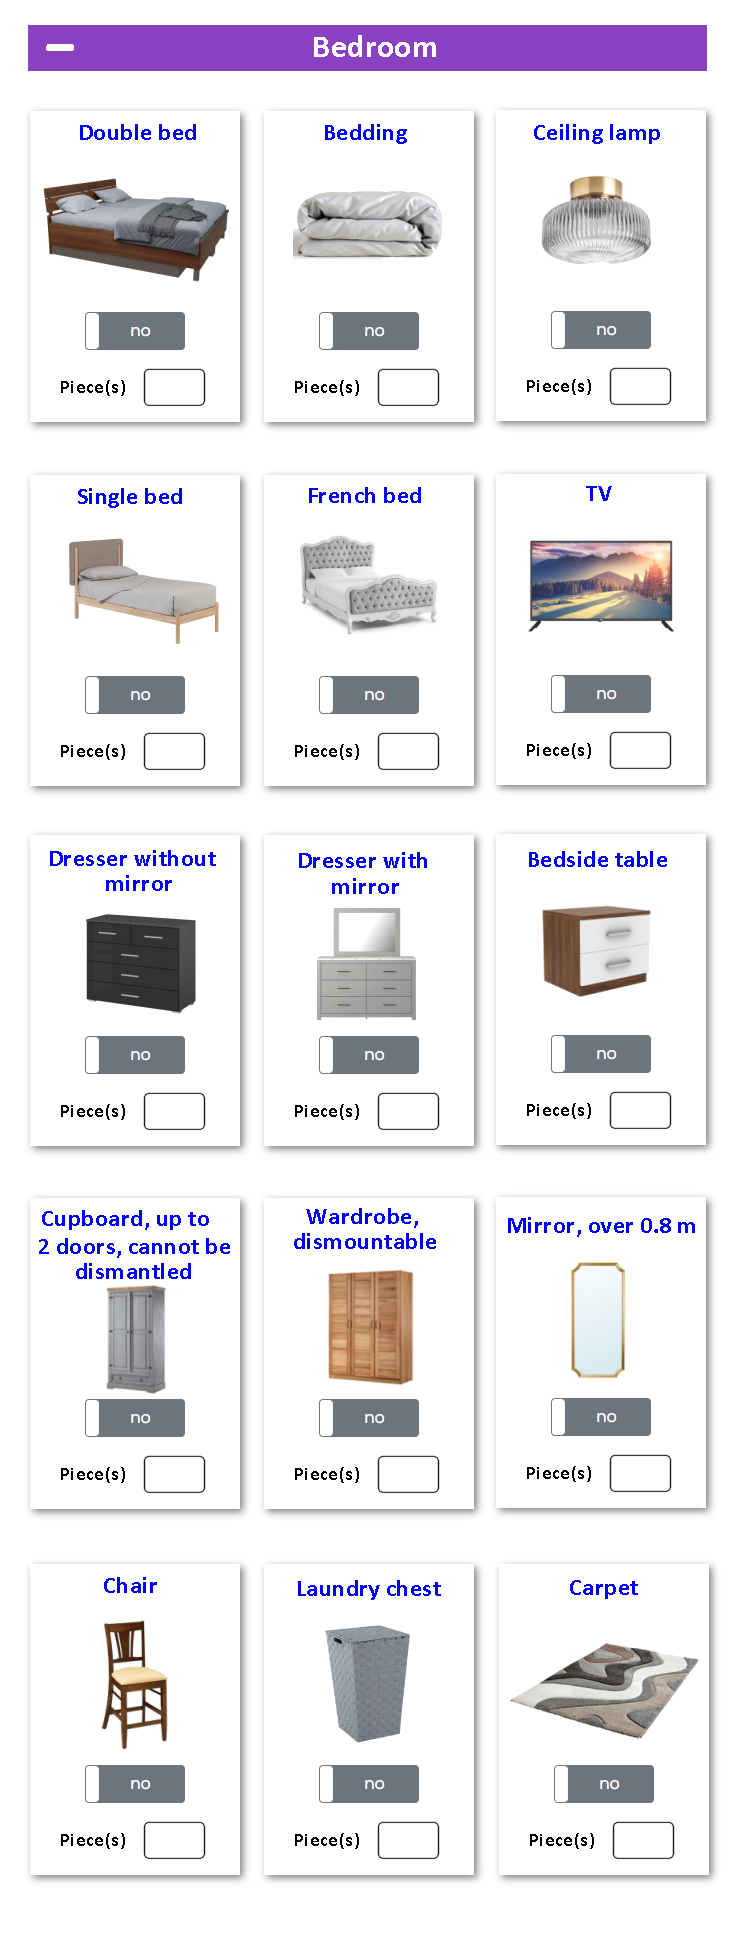 Bedroom
Double bed
no
Piece(s)
Bedding
no
Piece(s)
Ceiling lamp
no
Piece(s)
Single bed
no
Piece(s)
French bed
no
Piece(s)
TV
no
Piece(s)
Dresser without
mirror
no
Piece(s)
Dresser with
mirror
no
Piece(s)
Bedside table
no
Piece(s)
Cupboard, up to
2 doors, cannot be
dismantled
no
Piece(s)
Wardrobe,
dismountable
no
Piece(s)
Mirror, over 0.8 m
no
Piece(s)
Chair
no
Piece(s)
Laundry chest
no
Piece(s)
Carpet
no
Piece(s)